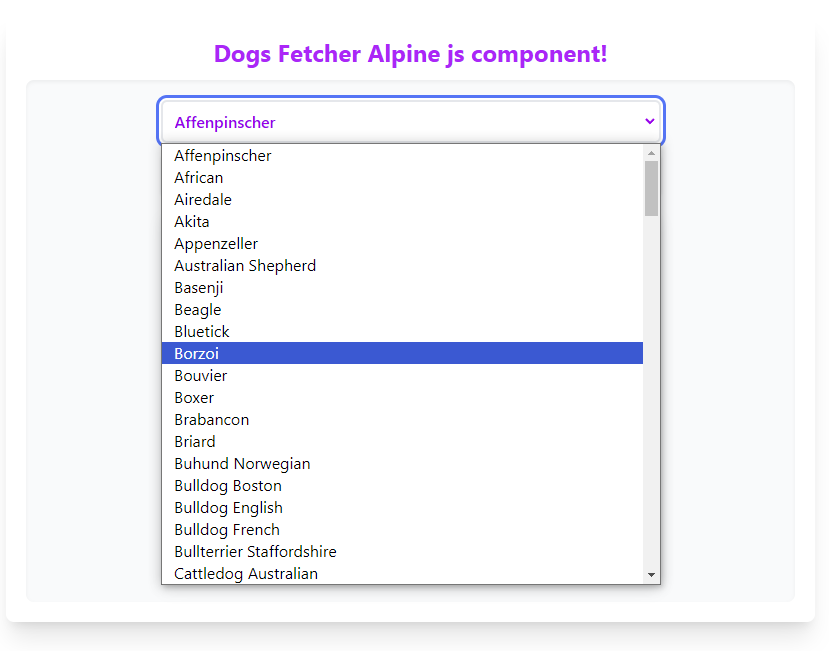 Dogs Fetcher Alpine js component!
Affenpinscher
Affenpinscher
African
Airedale
Akita
Appenzeller
Australian Shepherd
Basenji
Beagle
Bluetick
Borzoi
Bouvier
Boxer
Brabancon
Briard
Buhund Norwegian
Bulldog Boston
Bulldog English
Bulldog French
Bullterrier Staffordshire
Cattledog Australian